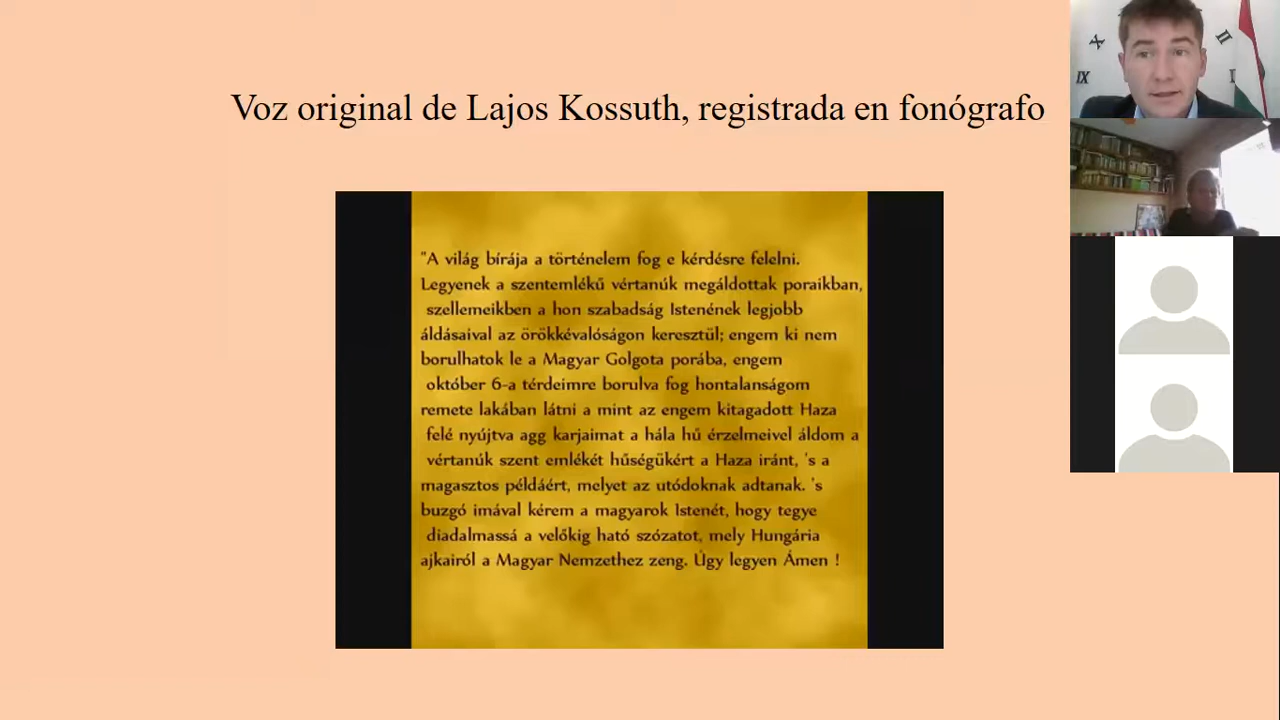 Voz original de Lajos Kossuth, registrada en fonógrafo
"A világ bírája a történelem fog e kérdésre felelni.
Legyenek a szentemlékű vértanúk megáldottak poraikban,
szellemeikben a hon szabadság Istenének legjobb
áldásaival az örökkévalóságon keresztül; engem ki nem
borulhatok le a Magyar Golgota porába, engem
október 6-a térdeimre borulva fog hontalanságom
remete lakában látni a mint az engem kitagadott Haza
felé nyújtva agg karjaimat a hála hű érzelmeivel áldom a
vértanúk szent emlékét hűségükért a Haza iránt, 's a
magasztos példáért, melyet az utódoknak adtanak. 's
buzgó imával kérem a magyarok Istenét, hogy tegye
diadalmassá a velőkig ható szózatot, mely Hungária
ajkairól a Magyar Nemzethez zeng. Úgy legyen Ámen !
X
II
IX
I